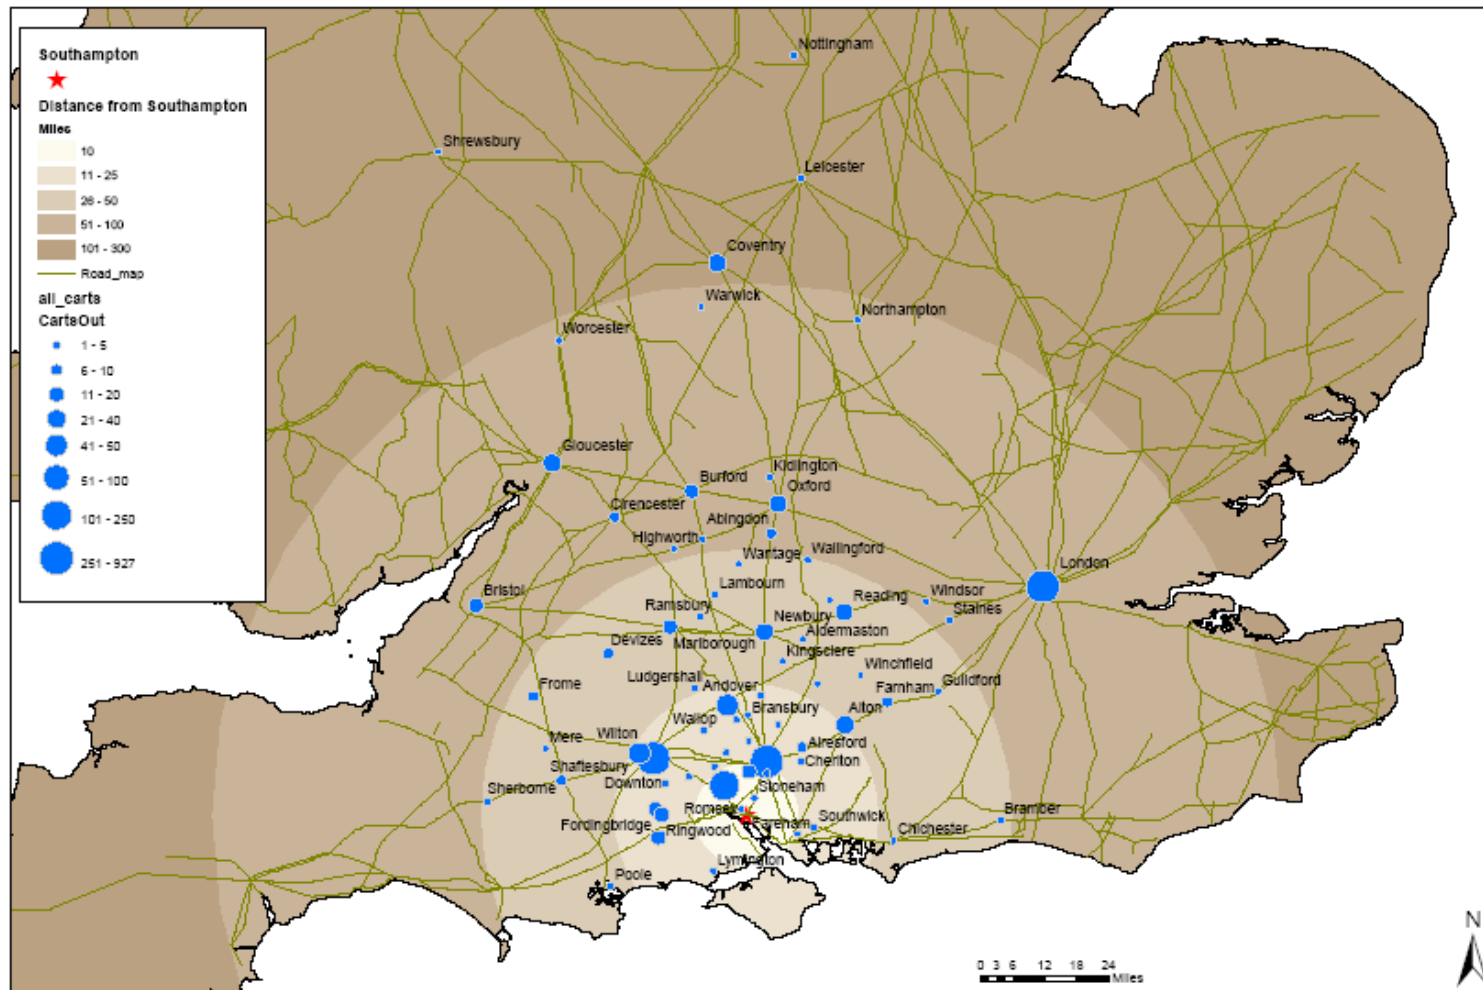 Southampton
Distance from Southampton
Miles
10
11 - 25
26 - 50
51 - 100
101 - 300
Road_map
all_carts
CartsOut
1 - 5
6 - 10
11 - 20
21 - 40
41 - 50
51 - 100
101 - 250
251 - 927
Nottingham
Shrewsbury
Leicester
Coventry
Warwick
Northampton
Worcester
Gloucester
Kidlington
Burford
Oxford
Cirencester
Abingdon
Highworth
Wantage
Wallingford
London
Lambourn
Bristol
Reading
Windsor
Ramsbury
Newbury
Staines
Aldermaston
Devizes
Marlborough
Kingsclere
Winchfield
Ludgershall
Andover
Farnham
Guildford
Frome
Bransbury
Alton
Wallop
Wilton
Mere
Alresford
Cheriton
Shaftesbury
Downton
Stoneham
Sherborne
Romsey
Bramber
Fareham
Southwick
Fordingbridge
Ringwood
Chichester
Lymington
Poole
N
0 3 6 12 18 24
Miles